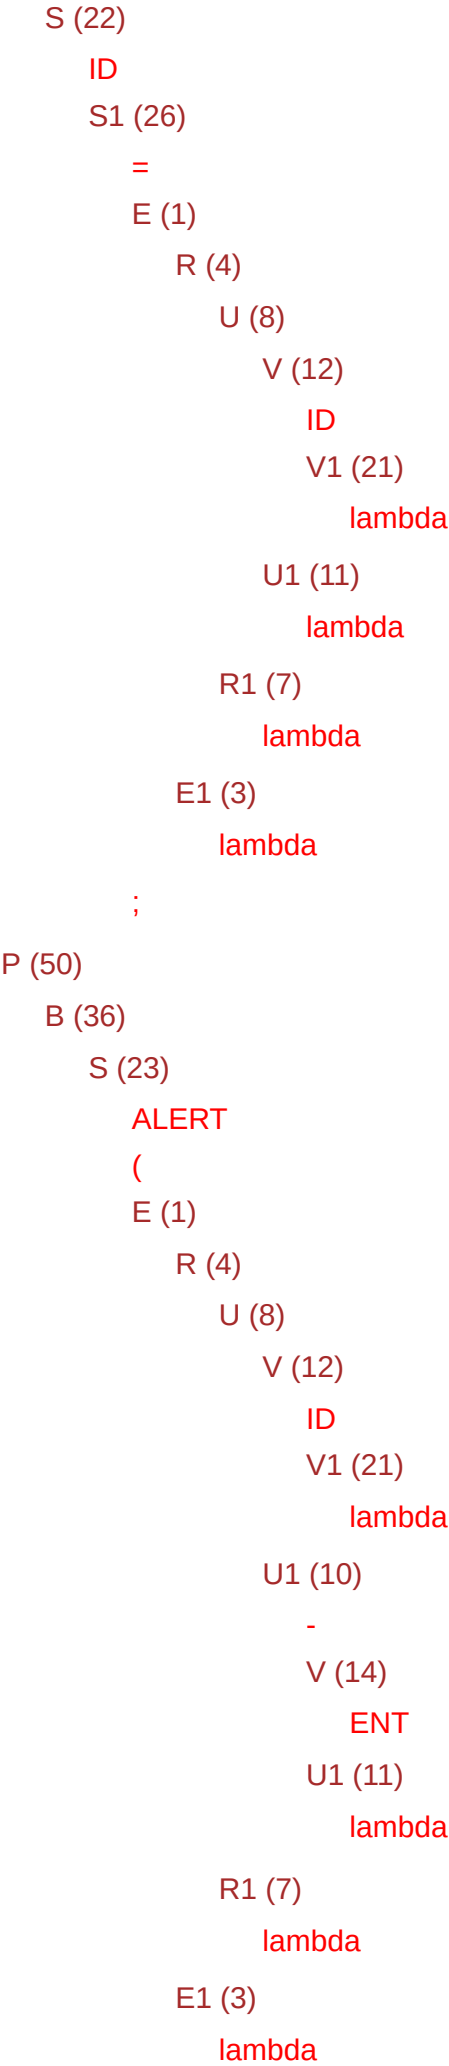 S (22)
ID
S1 (26)
=
E (1)
R (4)
U (8)
V (12)
ID
V1 (21)
lambda
U1 (11)
lambda
R1 (7)
lambda
E1 (3)
lambda
;
P (50)
B (36)
S (23)
ALERT
(
E (1)
R (4)
U (8)
V (12)
ID
V1 (21)
lambda
U1 (10)
-
V (14)
ENT
U1 (11)
lambda
R1 (7)
lambda
E1 (3)
lambda